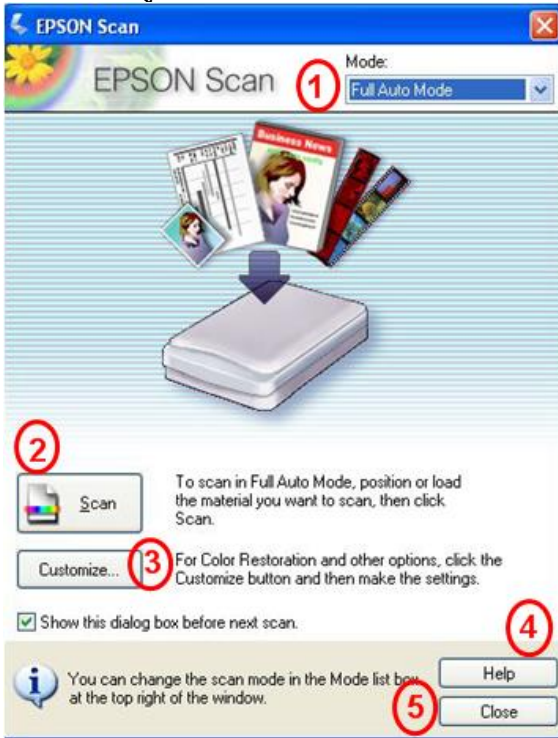 EPSON Scan
EPSON Scan
1
Mode:
Full Auto Mode
Business News
2
Scan
To scan in Full Auto Mode, position or load
the material you want to scan, then click
Scan.
Customize...
3
For Color Restoration and other options, click the
Customize button and then make the settings.
Show this dialog box before next scan.
4
You can change the scan mode in the Mode list box
at the top right of the window.
Help
5
Close